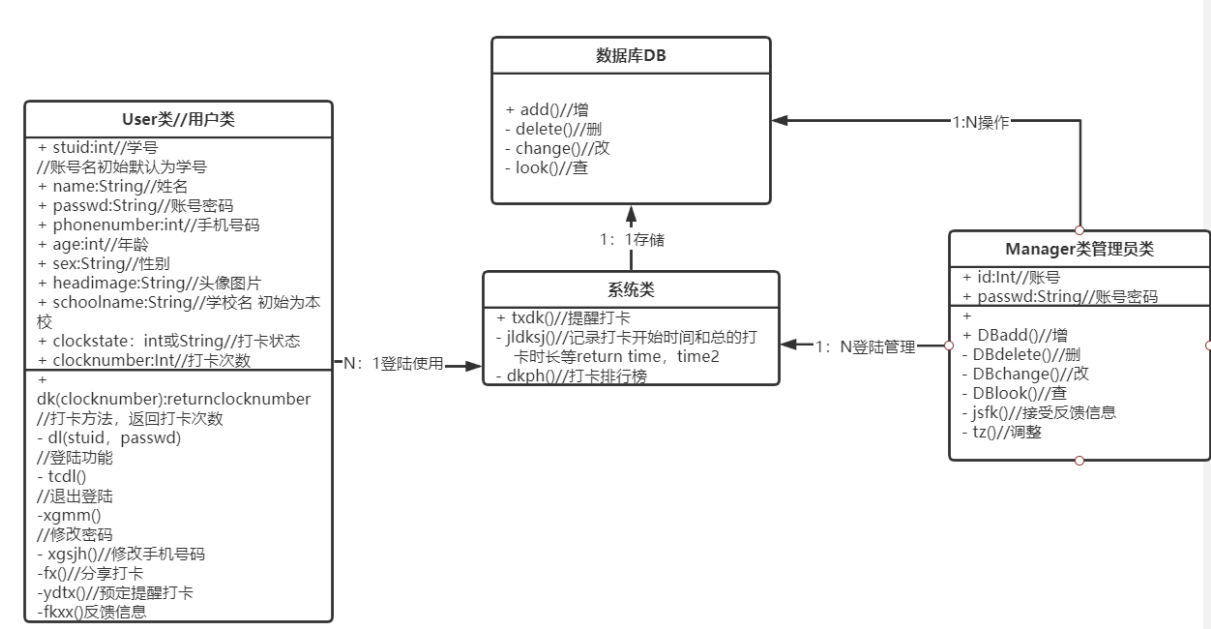 数据库DB
+ add()//增
- delete()//删
- change()//改
- look()//查
User类//用户类
+ stuid:int//学号
//账号名初始默认为学号
+ name:String//姓名
+ passwd:String//账号密码
+ phonenumber:int//手机号码
+ age:int//年龄
+ sex:String//性别
+ headimage:String//头像图片
+ schoolname:String//学校名 初始为本
校
+ clockstate：int或String//打卡状态
+ clocknumber:Int//打卡次数
+
dk(clocknumber):returnclocknumber
//打卡方法，返回打卡次数
- dl(stuid，passwd)
//登陆功能
- tcdl()
//退出登陆
-xgmm()
//修改密码
- xgsjh()//修改手机号码
-fx()//分享打卡
-ydtx()//预定提醒打卡
-fkxx()反馈信息
N：1登陆使用
1：1存储
系统类
+ txdk()//提醒打卡
- jldksj()//记录打卡开始时间和总的打
卡时长等return time，time2
- dkph()//打卡排行榜
1:N操作
1：N登陆管理
Manager类管理员类
+ id:Int//账号
+ passwd:String//账号密码
+
+ DBadd()//增
- DBdelete()//删
- DBchange()//改
- DBlook()//查
- jsfk()//接受反馈信息
- tz()//调整